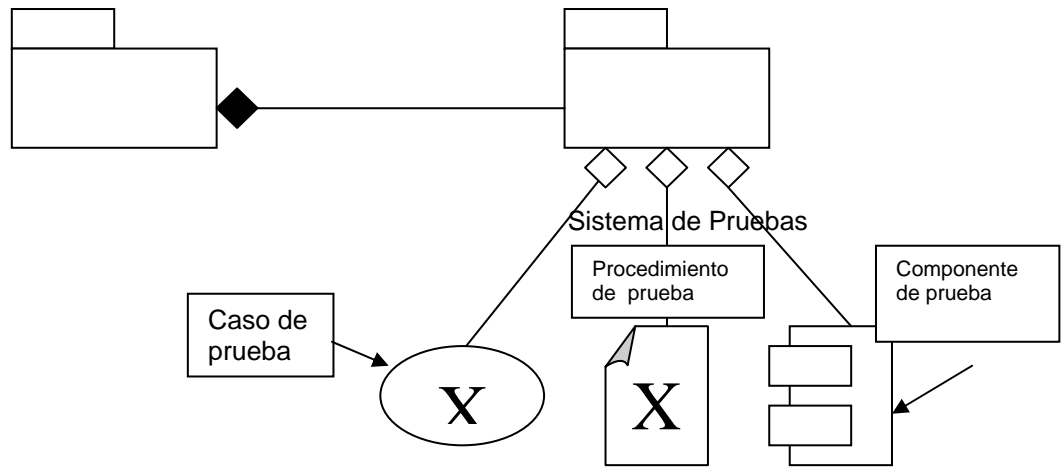 Sistema de Pruebas
Procedimiento
de prueba
Componente
de prueba
Caso de
prueba
X
X